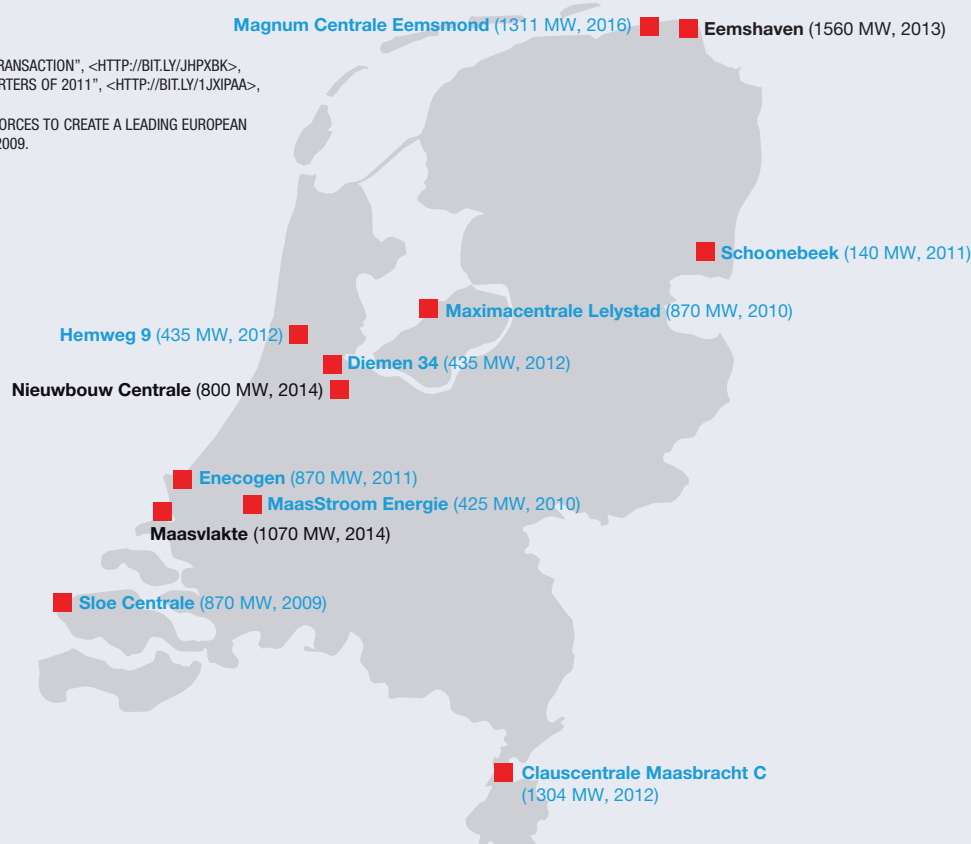 Magnum Centrale Eemsmond (1311 MW, 2016)
Eemshaven (1560 MW, 2013)
RANSACTION”, <HTTP://BIT.LY/JHPXBK>,
RTERS OF 2011”, <HTTP://BIT.LY/1JXIPAA>,
ORCES TO CREATE A LEADING EUROPEAN
2009.
Schoonebeek (140 MW, 2011)
Maximacentrale Lelystad (870 MW, 2010)
Hemweg 9 (435 MW, 2012)
Diemen 34 (435 MW, 2012)
Nieuwbouw Centrale (800 MW, 2014)
Enecogen (870 MW, 2011)
MaasStroom Energie (425 MW, 2010)
Maasvlakte (1070 MW, 2014)
Sloe Centrale (870 MW, 2009)
Clauscentrale Maasbracht C
(1304 MW, 2012)